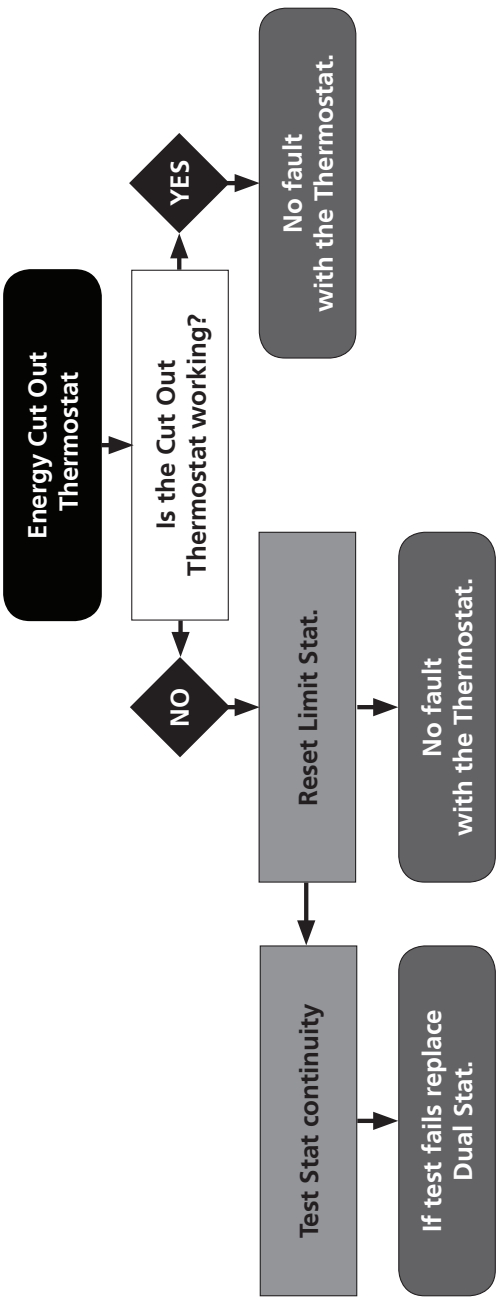 Energy Cut Out
Thermostat
Is the Cut Out
Thermostat working?
YES
No fault
with the Thermostat.
NO
Reset Limit Stat.
No fault
with the Thermostat.
Test Stat continuity
If test fails replace
Dual Stat.